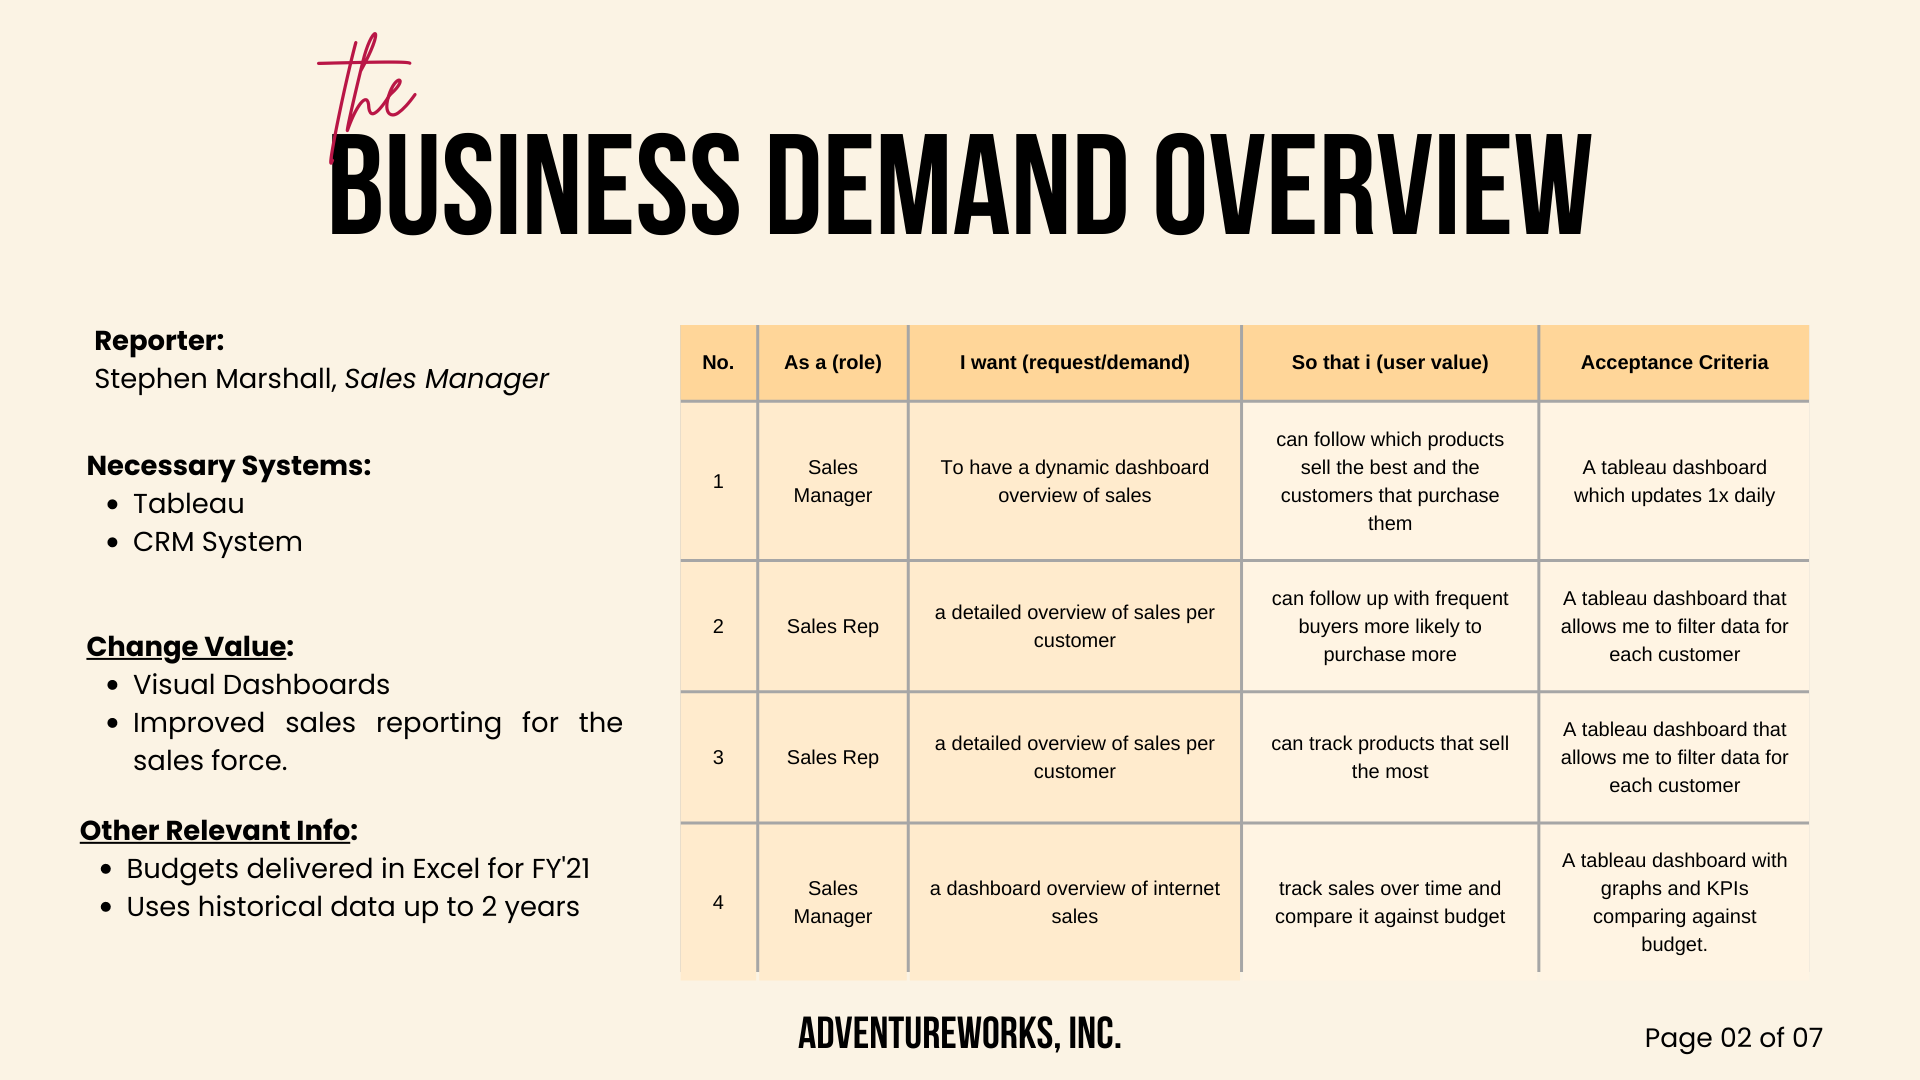 the
BUSINESS DEMAND OVERVIEW
Reporter:
Stephen Marshall, Sales Manager
Necessary Systems:
• Tableau
• CRM System
Change Value:
• Visual Dashboards
• Improved sales reporting for the
sales force.
Other Relevant Info:
• Budgets delivered in Excel for FY'21
• Uses historical data up to 2 years
No.
As a (role)
I want (request/demand)
So that i (user value)
Acceptance Criteria
1
Sales
Manager
To have a dynamic dashboard
overview of sales
can follow which products
sell the best and the
customers that purchase
them
A tableau dashboard
which updates 1x daily
2
Sales Rep
a detailed overview of sales per
customer
can follow up with frequent
buyers more likely to
purchase more
A tableau dashboard that
allows me to filter data for
each customer
3
Sales Rep
a detailed overview of sales per
customer
can track products that sell
the most
A tableau dashboard that
allows me to filter data for
each customer
4
Sales
Manager
a dashboard overview of internet
sales
track sales over time and
compare it against budget
A tableau dashboard with
graphs and KPIs
comparing against
budget.
ADVENTUREWORKS, INC.
Page 02 of 07